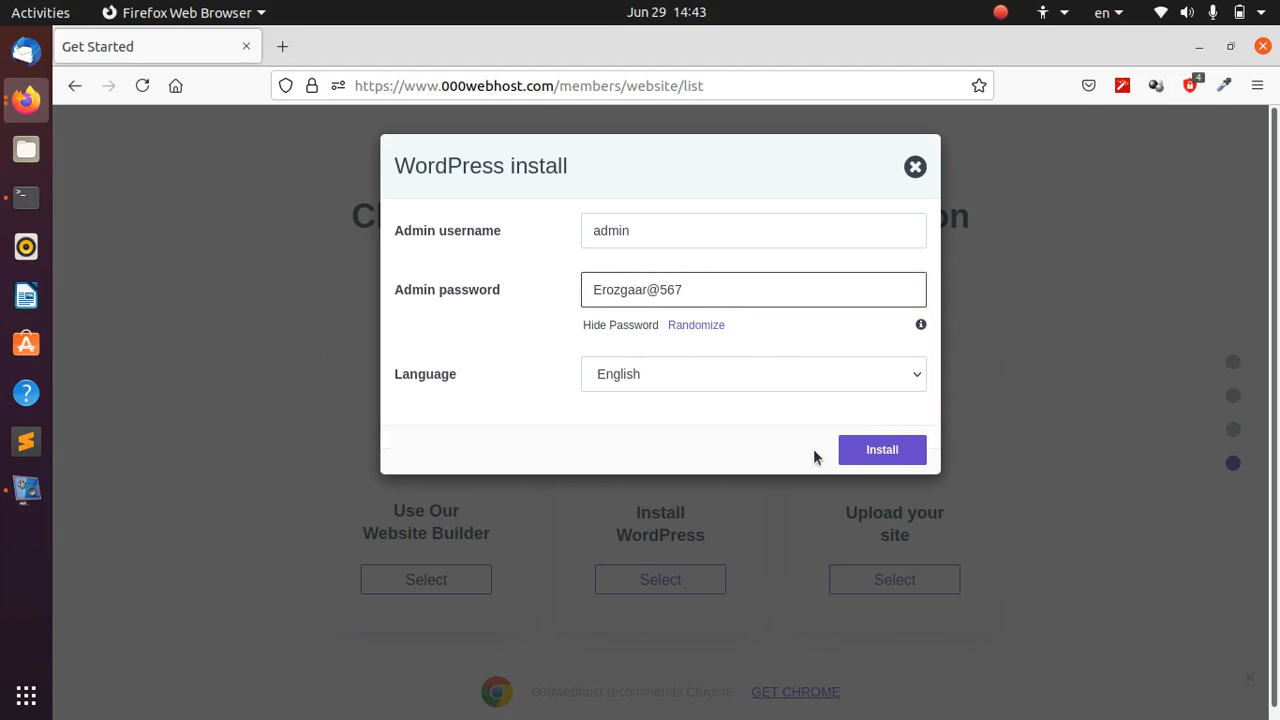 Activities
Firefox Web Browser
Jun 29 14:43
en
Get Started
https://www.000webhost.com/members/website/list
4
WordPress install
Admin username
admin
Admin password
Erozgaar@567
Hide Password Randomize
Language
English
Install
Use Our
Website Builder
Select
Install
WordPress
Select
Upload your
site
Select
000webhost recommends Chrome GET CHROME